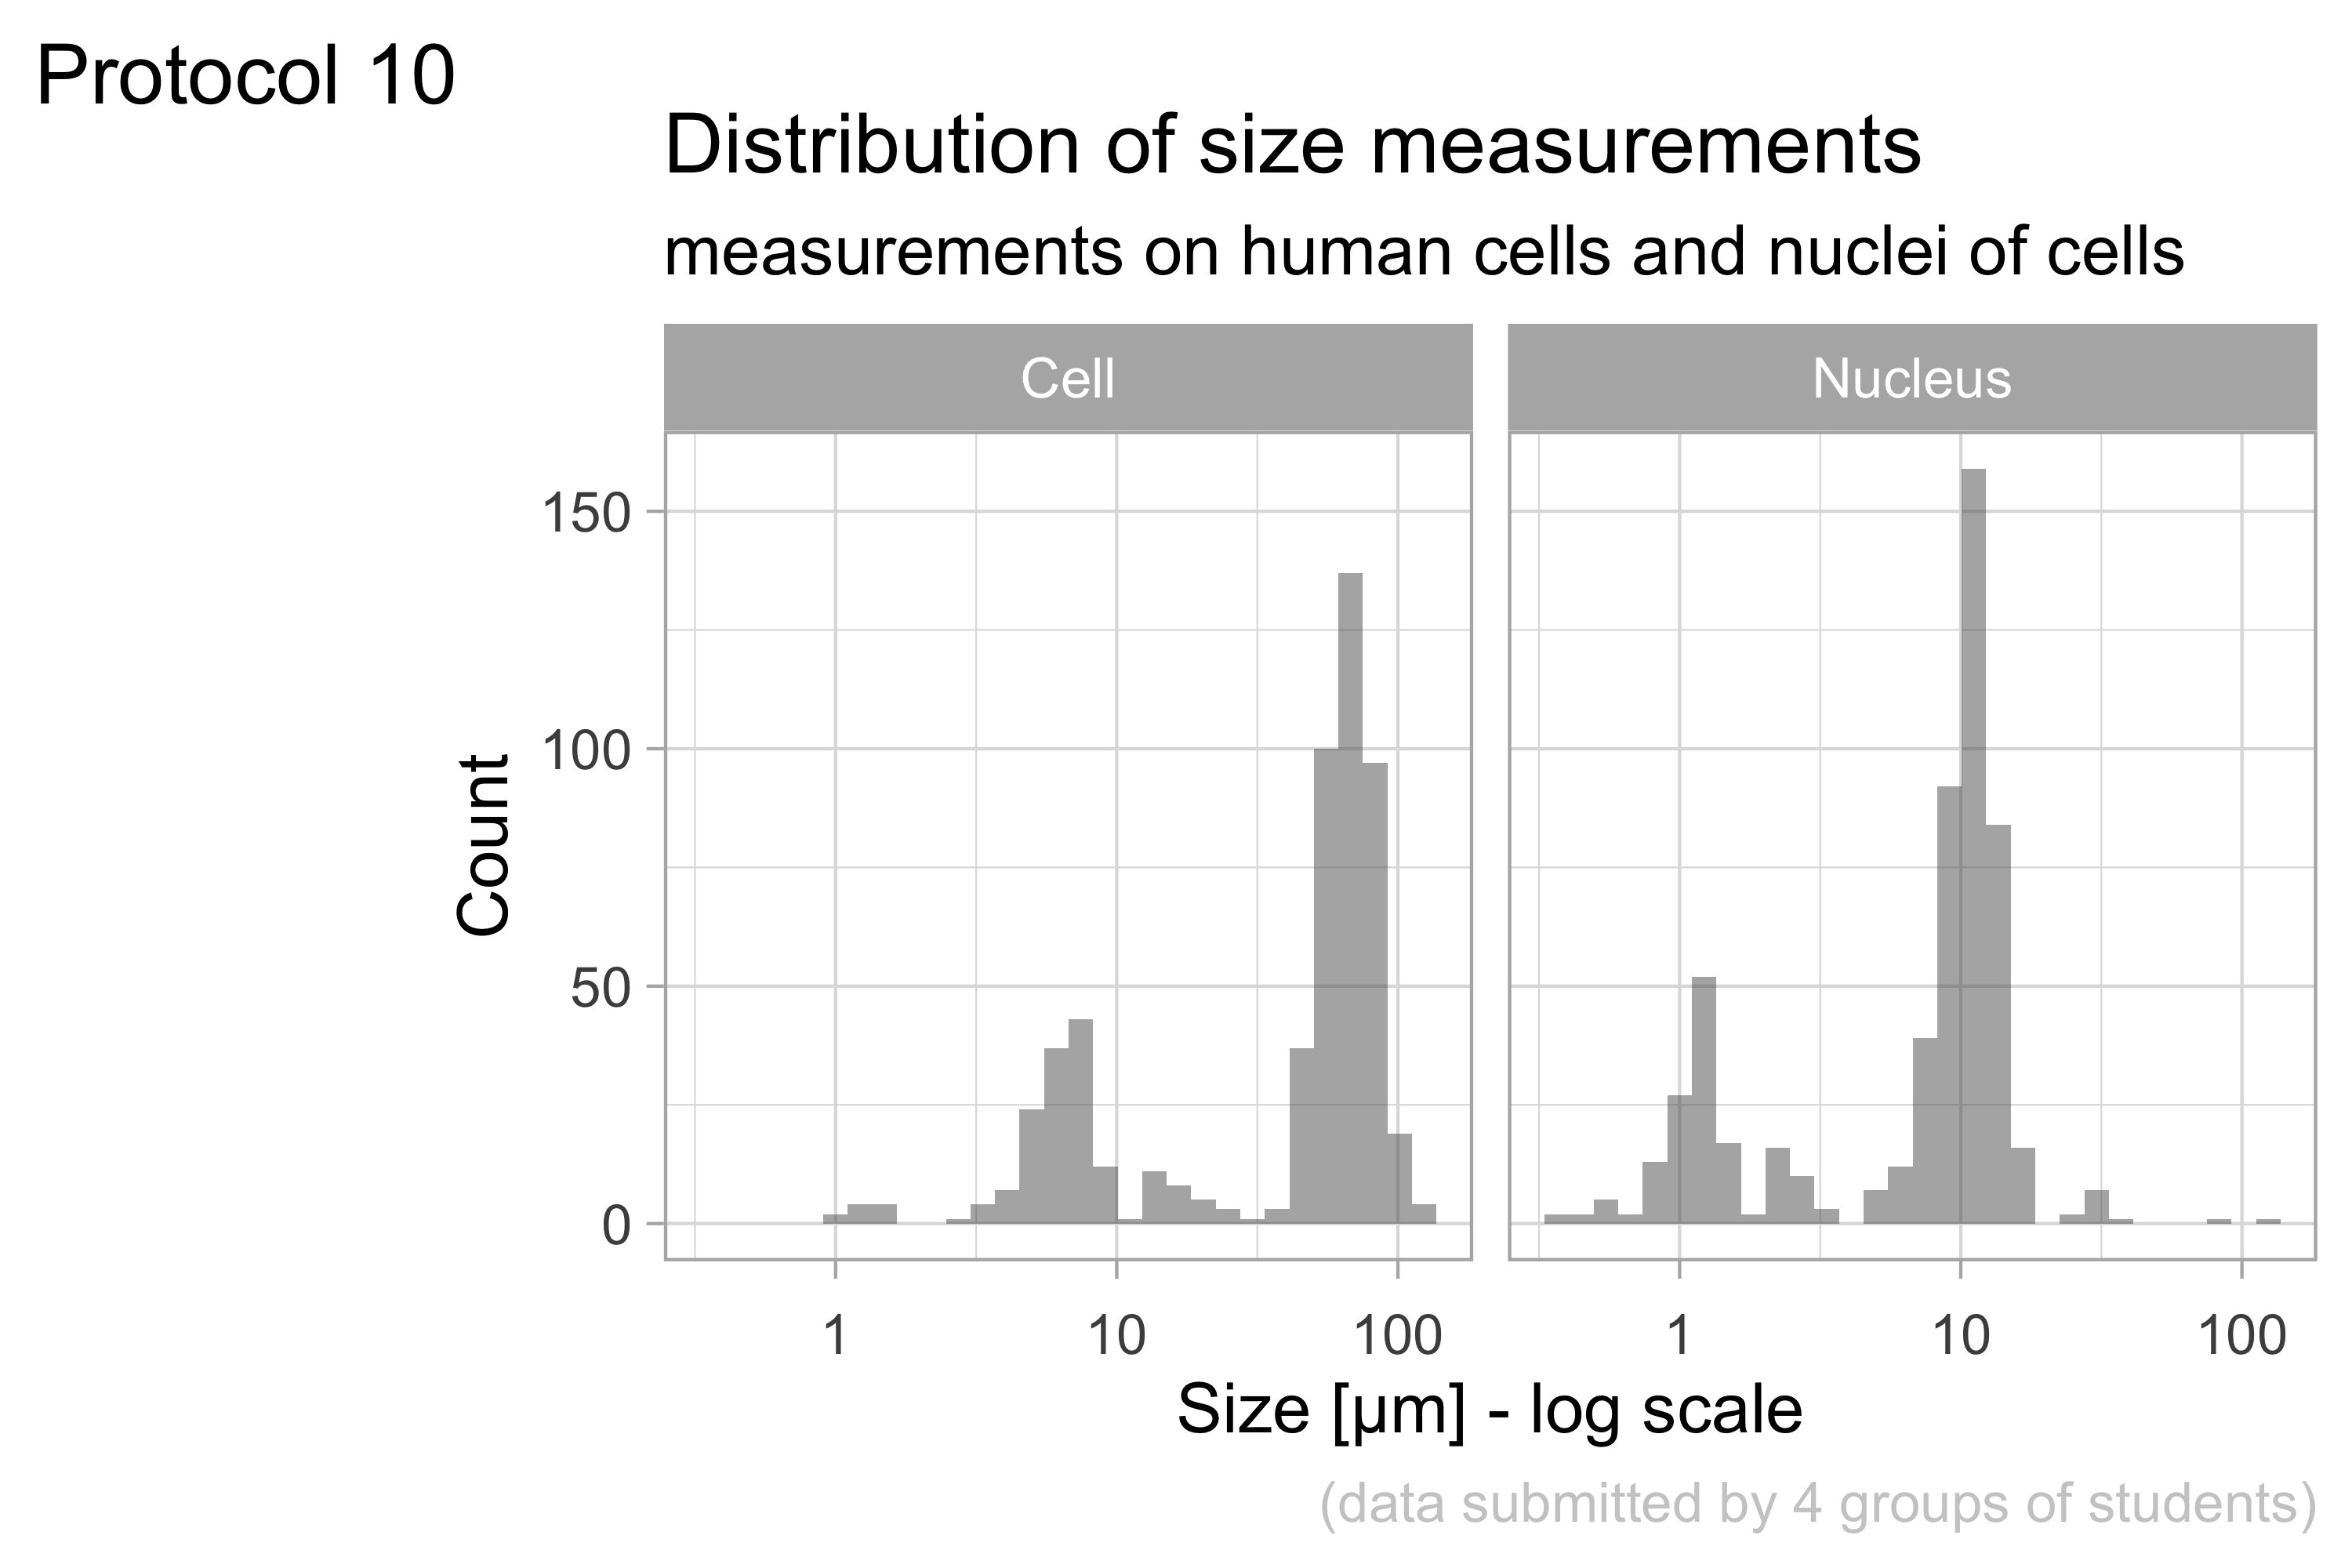 Protocol 10
Distribution of size measurements
measurements on human cells and nuclei of cells
Cell
Nucleus
150
100
50
0
Count
1
10
100
1
10
100
Size [µm] - log scale
(data submitted by 4 groups of students)